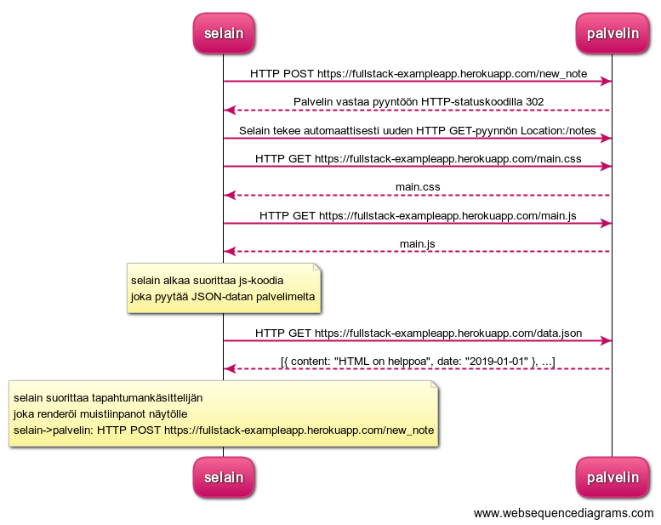 selain
palvelin
HTTP POST https://fullstack-exampleapp.herokuapp.com/new_note
Palvelin vastaa pyyntöön HTTP-statuskoodilla 302
Selain tekee automaattisesti uuden HTTP GET-pyynnön Location:/notes
HTTP GET https://fullstack-exampleapp.herokuapp.com/main.css
main.css
HTTP GET https://fullstack-exampleapp.herokuapp.com/main.js
main.js
selain alkaa suorittaa js-koodia
joka pyytää JSON-datan palvelimelta
HTTP GET https://fullstack-exampleapp.herokuapp.com/data.json
[{ content: "HTML on helppoa", date: "2019-01-01" }, ...]
selain suorittaa tapahtumankäsittelijän
joka renderöi muistiinpanot näytölle
selain->palvelin: HTTP POST https://fullstack-exampleapp.herokuapp.com/new_note
selain
palvelin
www.websequencediagrams.com